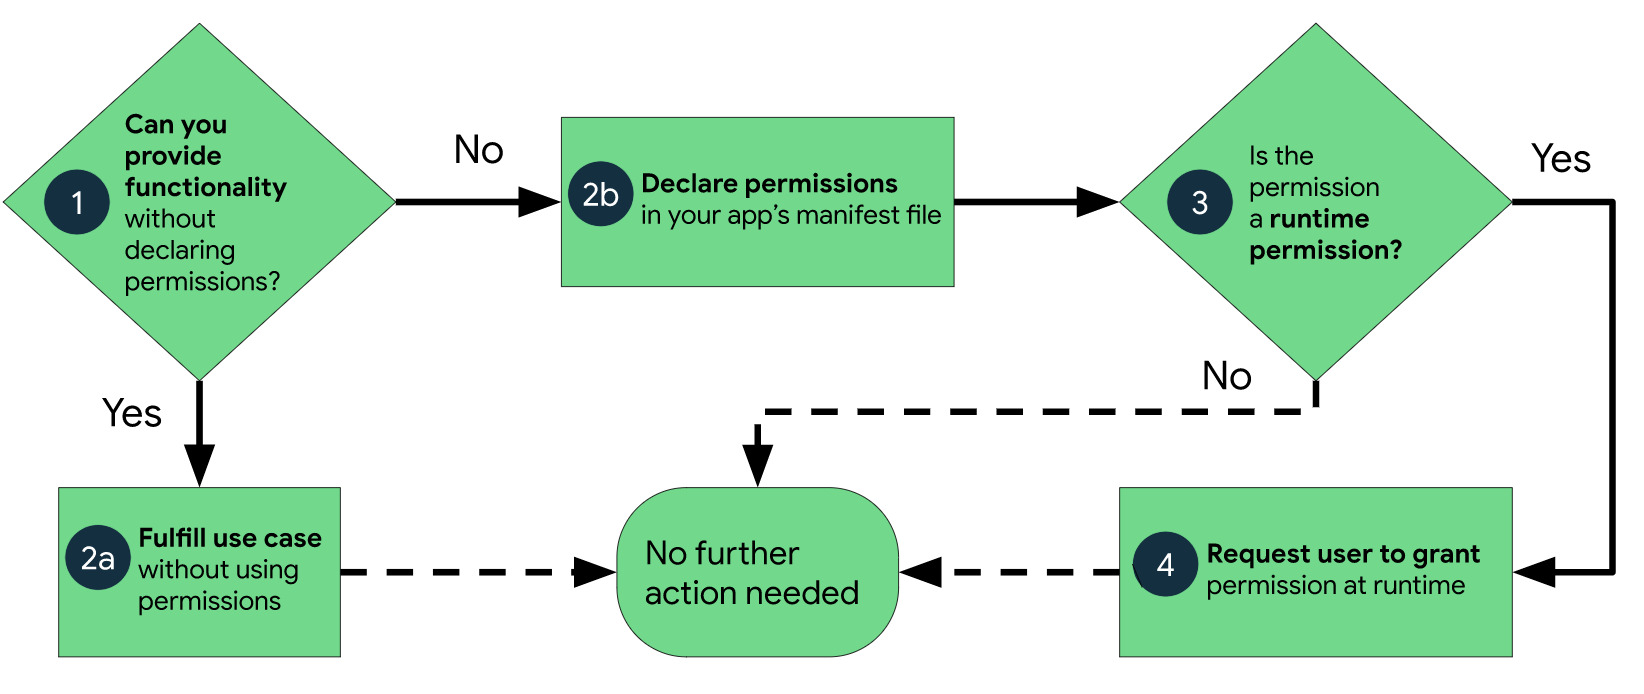 1
Can you
provide
functionality
without
declaring
permissions?
No
2b
Declare permissions
in your app's manifest file
3
Is the
permission
a runtime
permission?
Yes
No
Yes
2a
Fulfill use case
without using
permissions
No further
action needed
4
Request user to grant
permission at runtime